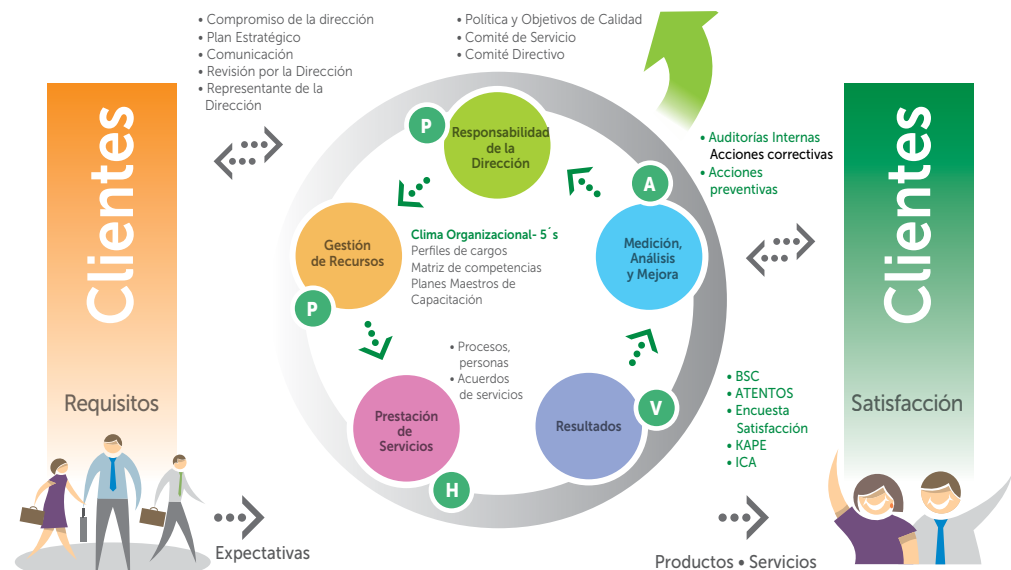 • Compromiso de la dirección
• Plan Estratégico
• Comunicación
• Revisión por la Dirección
• Representante de la
Dirección
• Política y Objetivos de Calidad
• Comité de Servicio
• Comité Directivo
Clientes
Requisitos
Expectativas
P
Responsabilidad
de la
Dirección
A
• Auditorías Internas
Acciones correctivas
• Acciones
preventivas
Gestión
de Recursos
P
Clima Organizacional- 5´s
Perfiles de cargos
Matriz de competencias
Planes Maestros de
Capacitación
Medición,
Análisis
y Mejora
• Procesos,
personas
• Acuerdos
de servicios
Prestación
de
Servicios
H
Resultados
V
• BSC
• ATENTOS
• Encuesta
Satisfacción
• KAPE
• ICA
Clientes
Satisfacción
Productos • Servicios